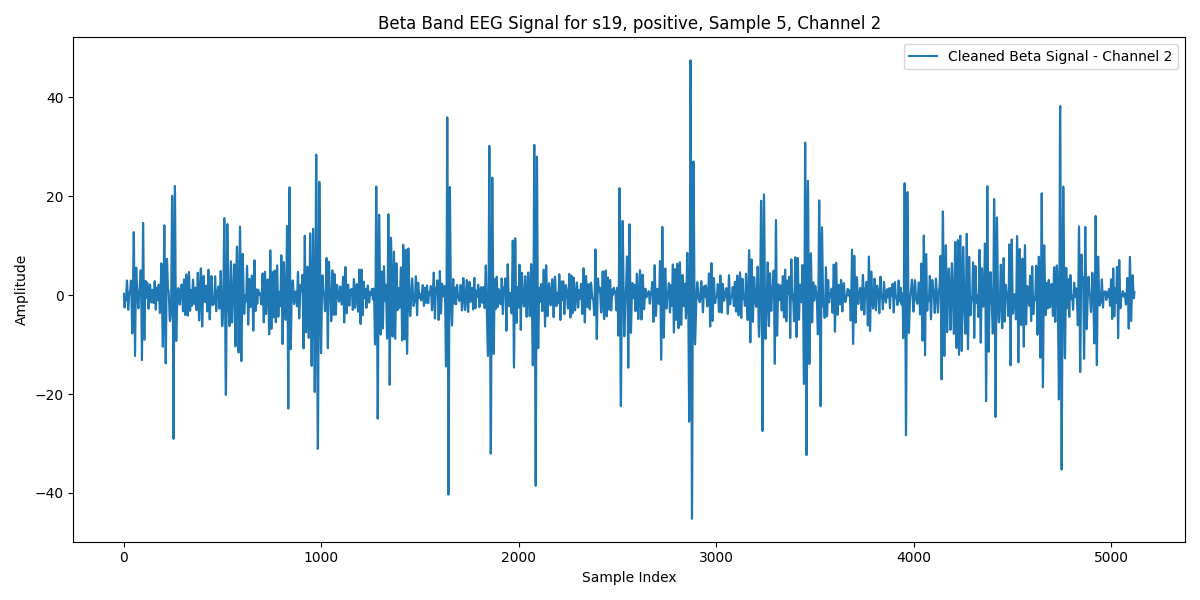 Beta Band EEG Signal for s19, positive, Sample 5, Channel 2
Cleaned Beta Signal - Channel 2
Amplitude
40
20
0
−20
−40
0 1000 2000 3000 4000 5000
Sample Index